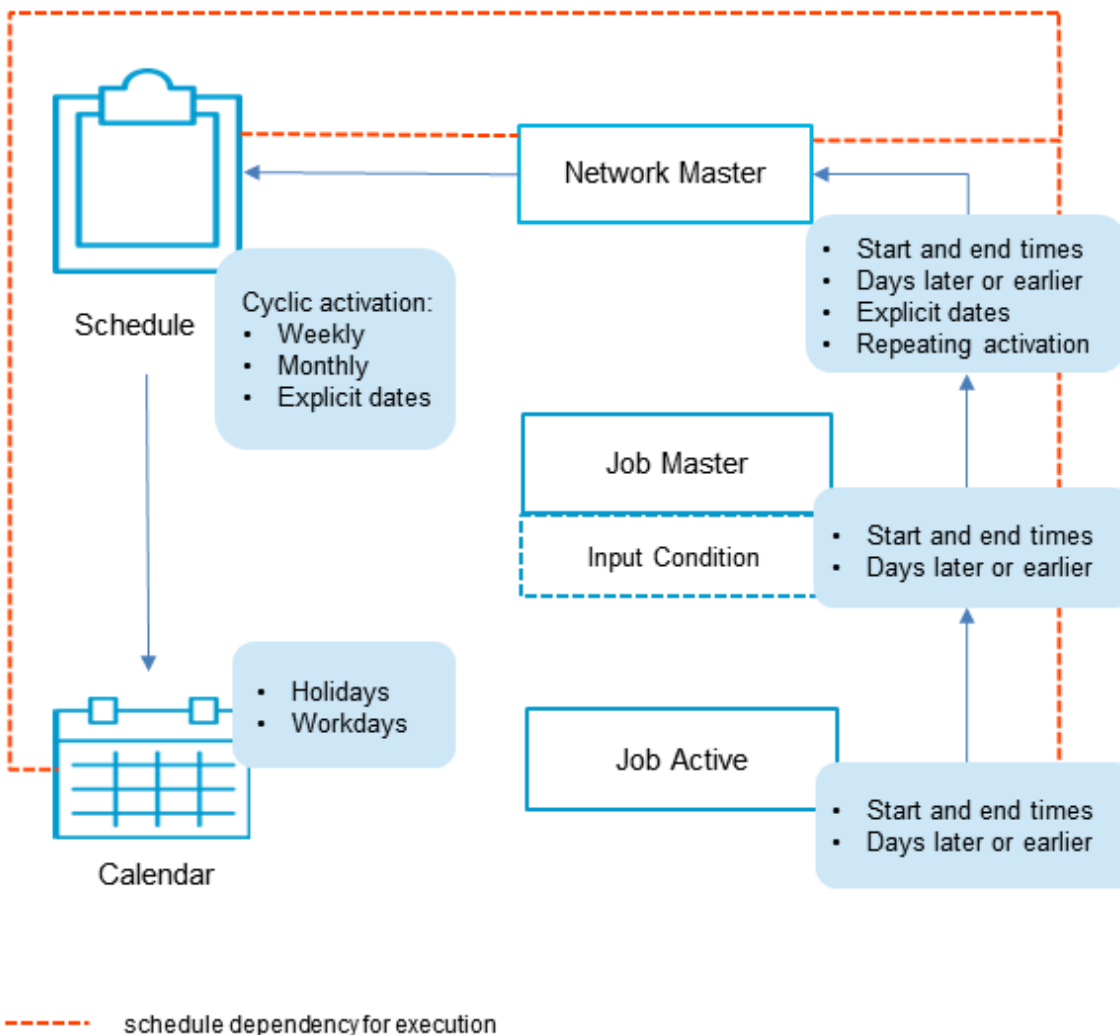 Network Master
• Start and end times
• Days later or earlier
• Explicit dates
• Repeating activation
Schedule
Cyclic activation:
• Weekly
• Monthly
• Explicit dates
Job Master
Input Condition
• Start and end times
• Days later or earlier
• Holidays
• Workdays
Job Active
• Start and end times
• Days later or earlier
Calendar
schedule dependency for execution